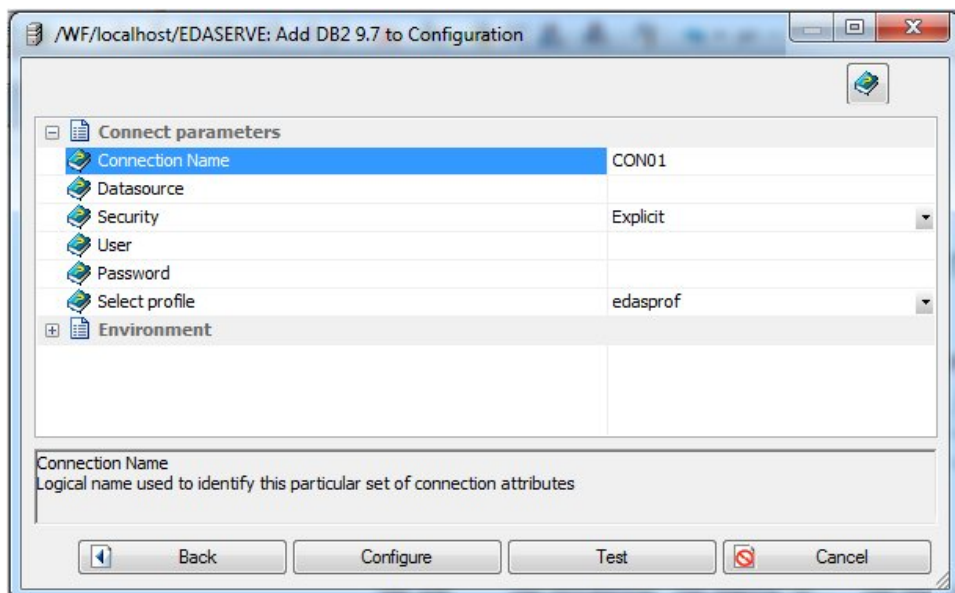 /WF/localhost/EDASERVE: Add DB2 9.7 to Configuration
Connect parameters
Connection Name CON01
Datasource
Security Explicit
User
Password
Select profile edasprof
Environment
Connection Name
Logical name used to identify this particular set of connection attributes
Back Configure Test Cancel